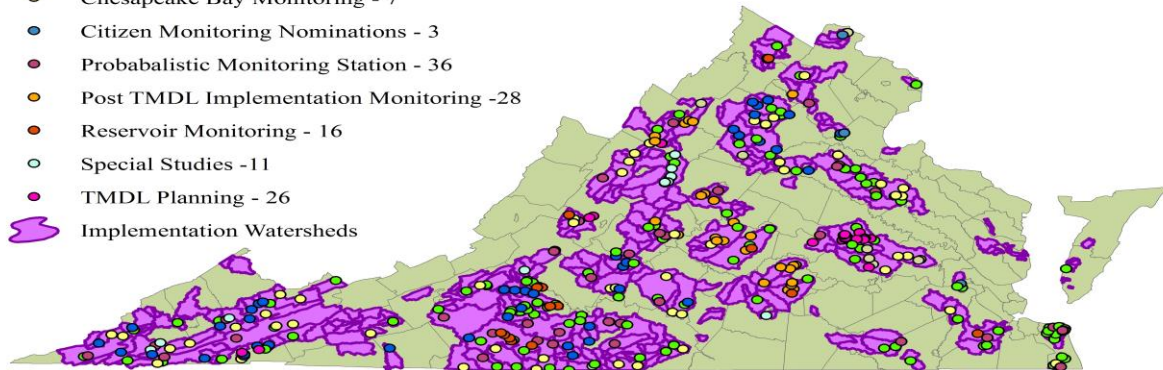 Chesapeake Bay Monitoring - 7
Citizen Monitoring Nominations - 3
Probabalistic Monitoring Station - 36
Post TMDL Implementation Monitoring -28
Reservoir Monitoring - 16
Special Studies -11
TMDL Planning - 26
Implementation Watersheds